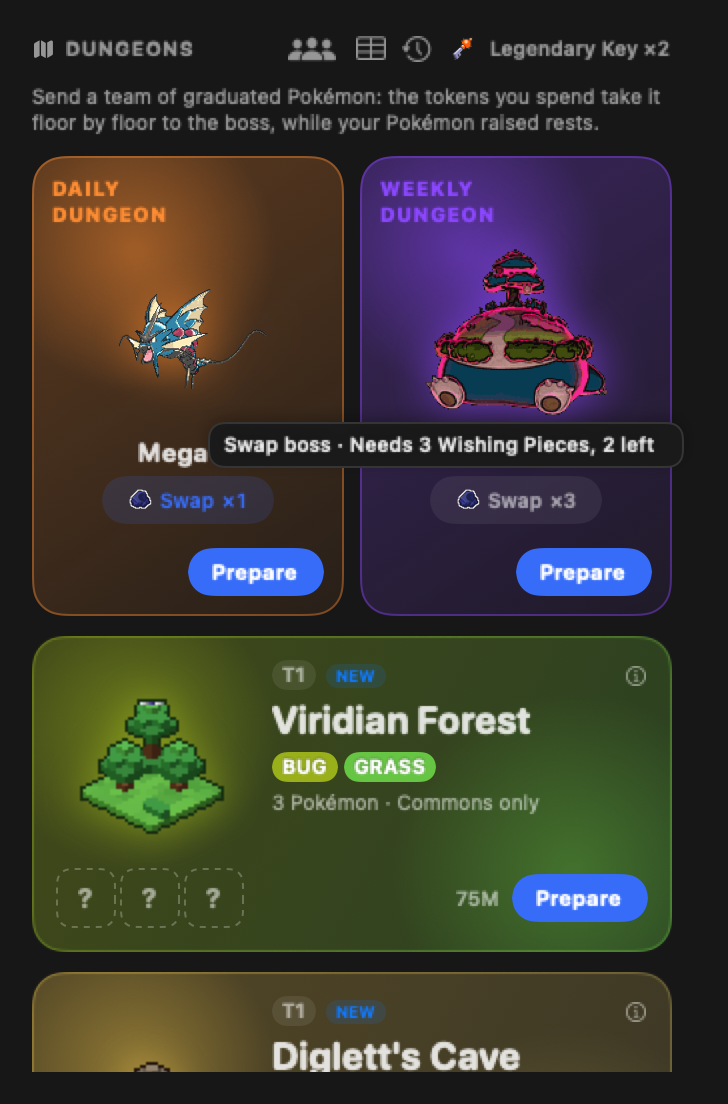 DUNGEONS
Legendary Key ×2
Send a team of graduated Pokémon: the tokens you spend take it
floor by floor to the boss, while your Pokémon raised rests.
DAILY
DUNGEON
WEEKLY
DUNGEON
Mega
Swap boss · Needs 3 Wishing Pieces, 2 left
Swap ×1
Swap ×3
Prepare
Prepare
T1 NEW
Viridian Forest
BUG GRASS
3 Pokémon · Commons only
? ? ?
75M Prepare
T1 NEW
Diglett's Cave